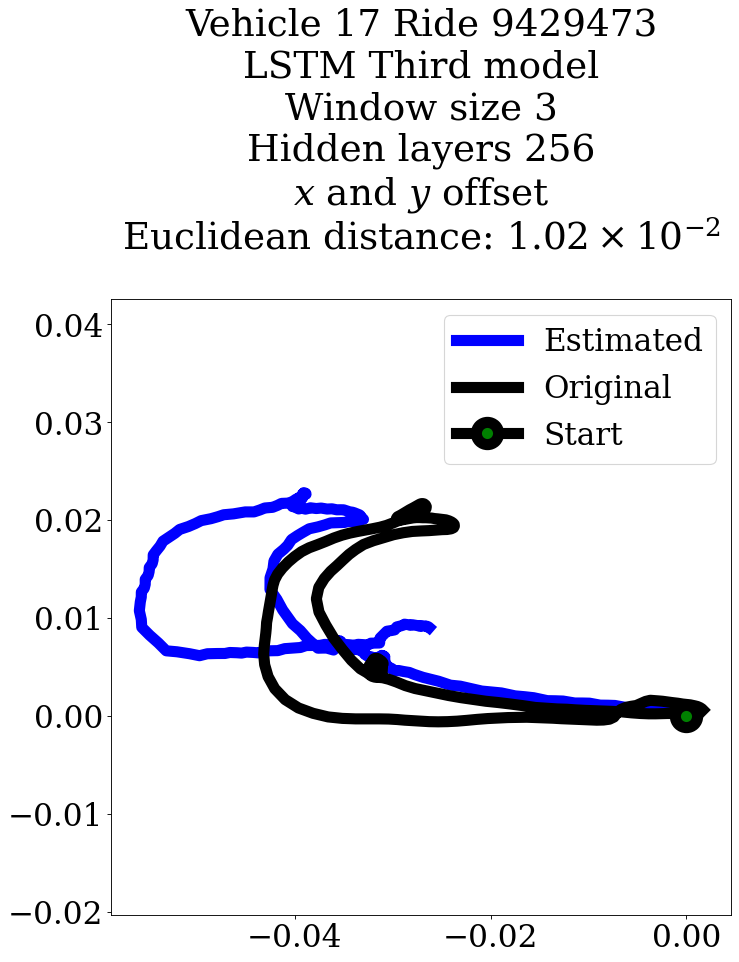 Vehicle 17 Ride 9429473
LSTM Third model
Window size 3
Hidden layers 256
x and y offset
Euclidean distance: 1.02 × 10⁻²
Estimated
Original
Start
0.04
0.03
0.02
0.01
0.00
−0.01
−0.02
−0.04
−0.02
0.00